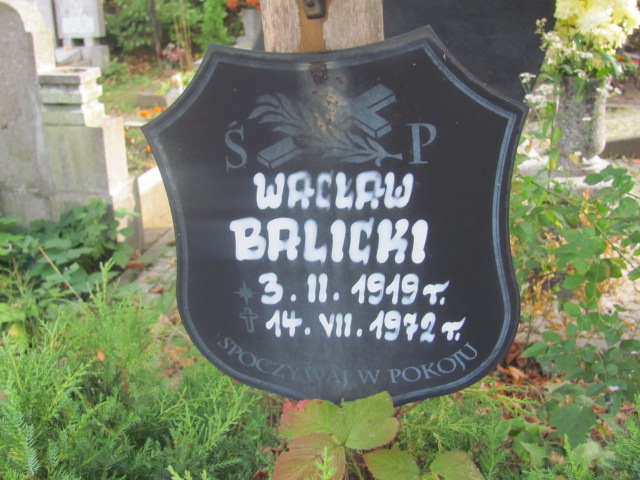 Ś P
WACŁAW
BALICKI
* 3. II. 1919 r.
✝ 14. VII. 1972 r.
SPOCZYWAJ W POKOJU